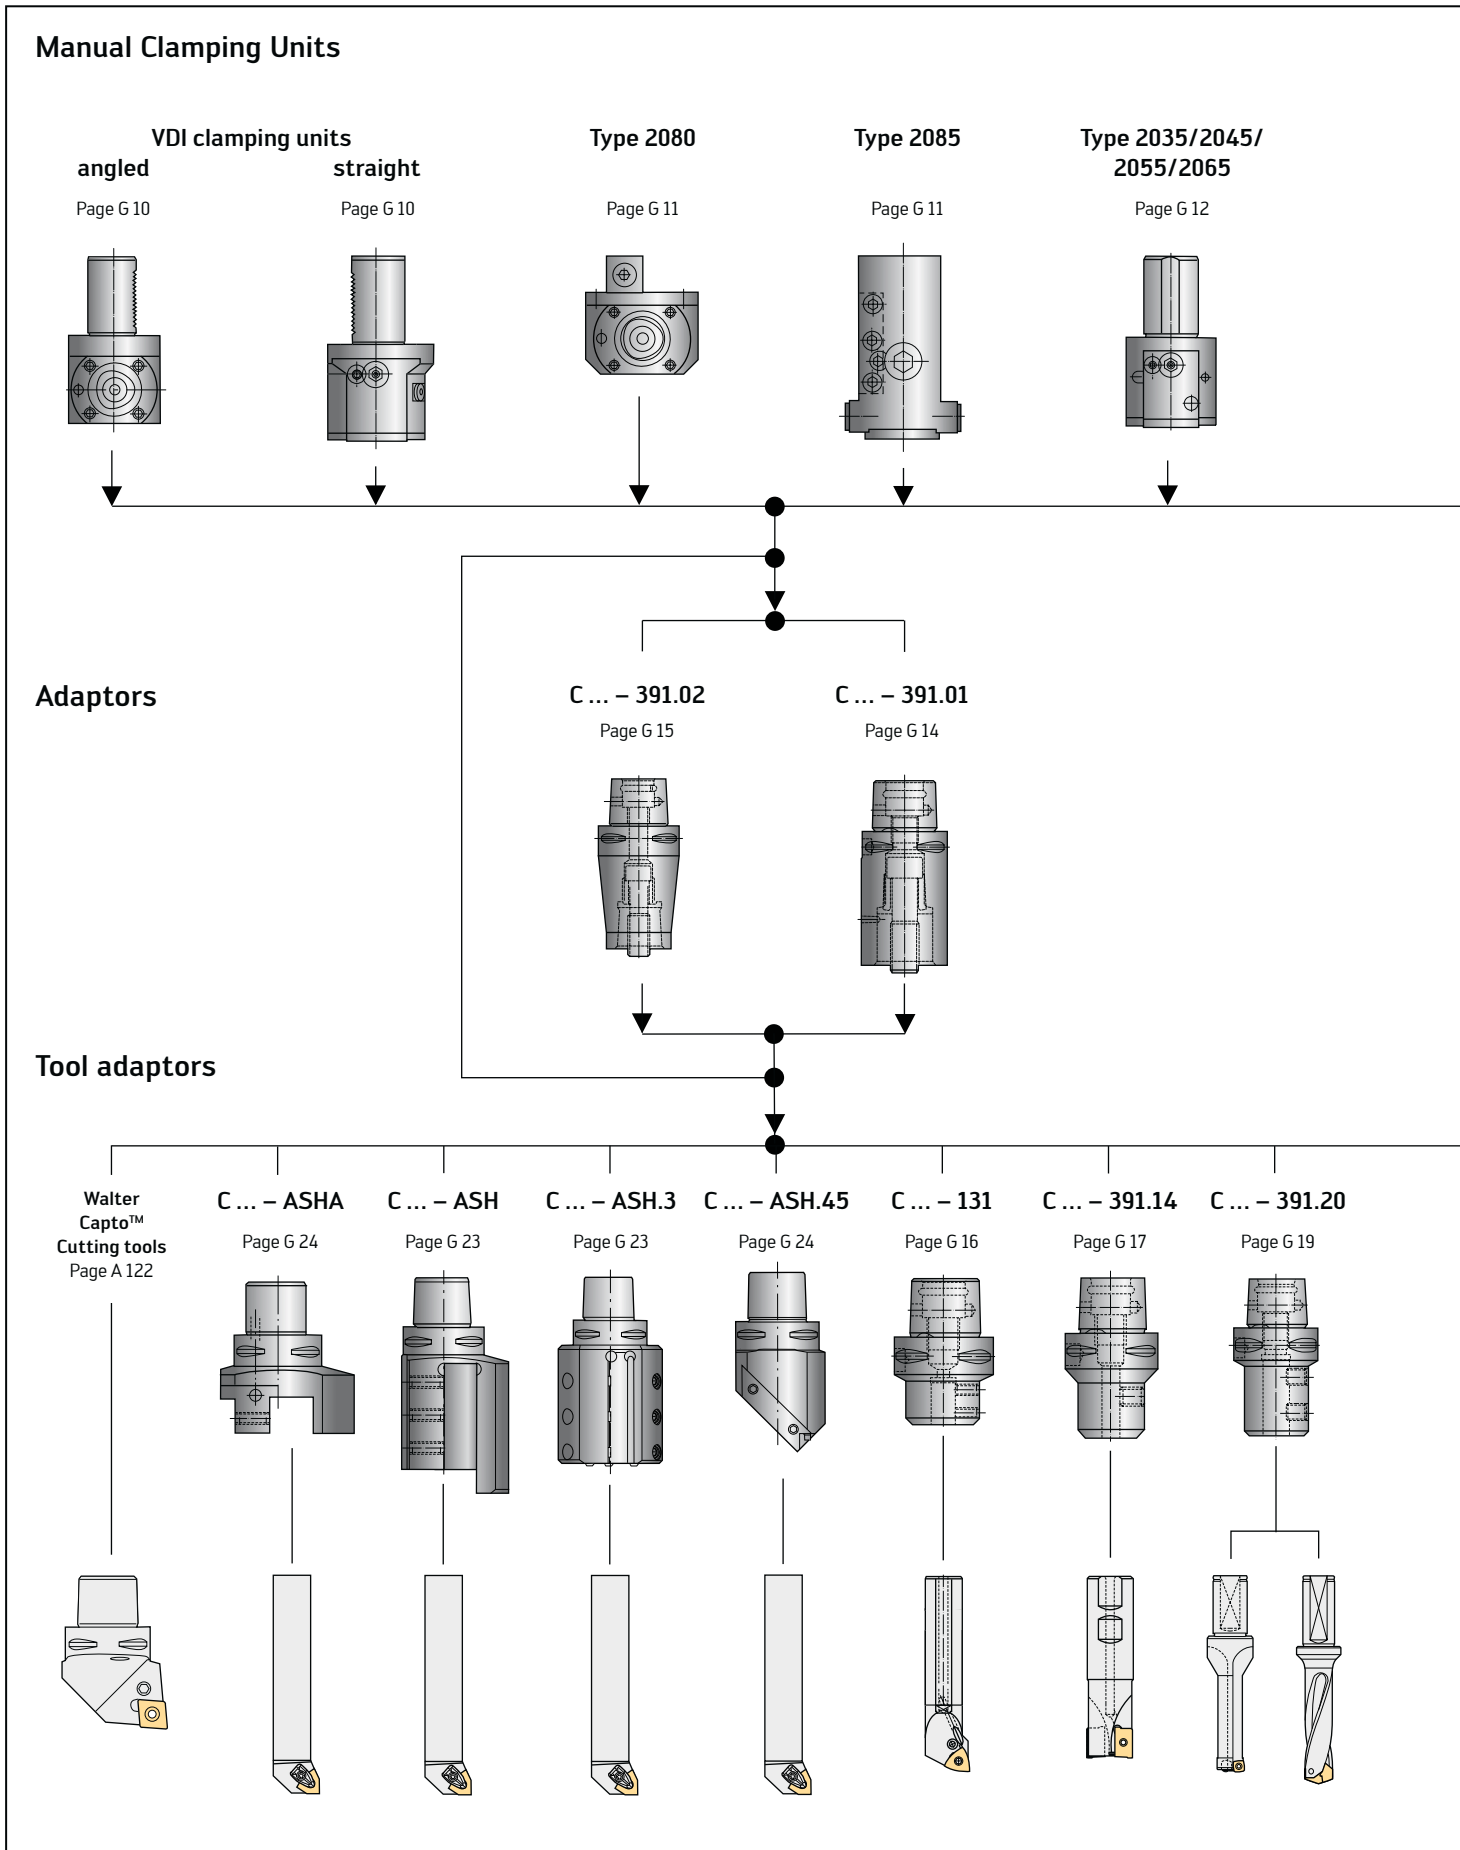 Manual Clamping Units
VDI clamping units
angled
straight
Page G 10
Page G 10
Type 2080
Page G 11
Type 2085
Page G 11
Type 2035/2045/
2055/2065
Page G 12
Adaptors
C ... – 391.02
Page G 15
C ... – 391.01
Page G 14
Tool adaptors
Walter
Capto™
Cutting tools
Page A 122
C ... – ASHA
Page G 24
C ... – ASH
Page G 23
C ... – ASH.3
Page G 23
C ... – ASH.45
Page G 24
C ... – 131
Page G 16
C ... – 391.14
Page G 17
C ... – 391.20
Page G 19